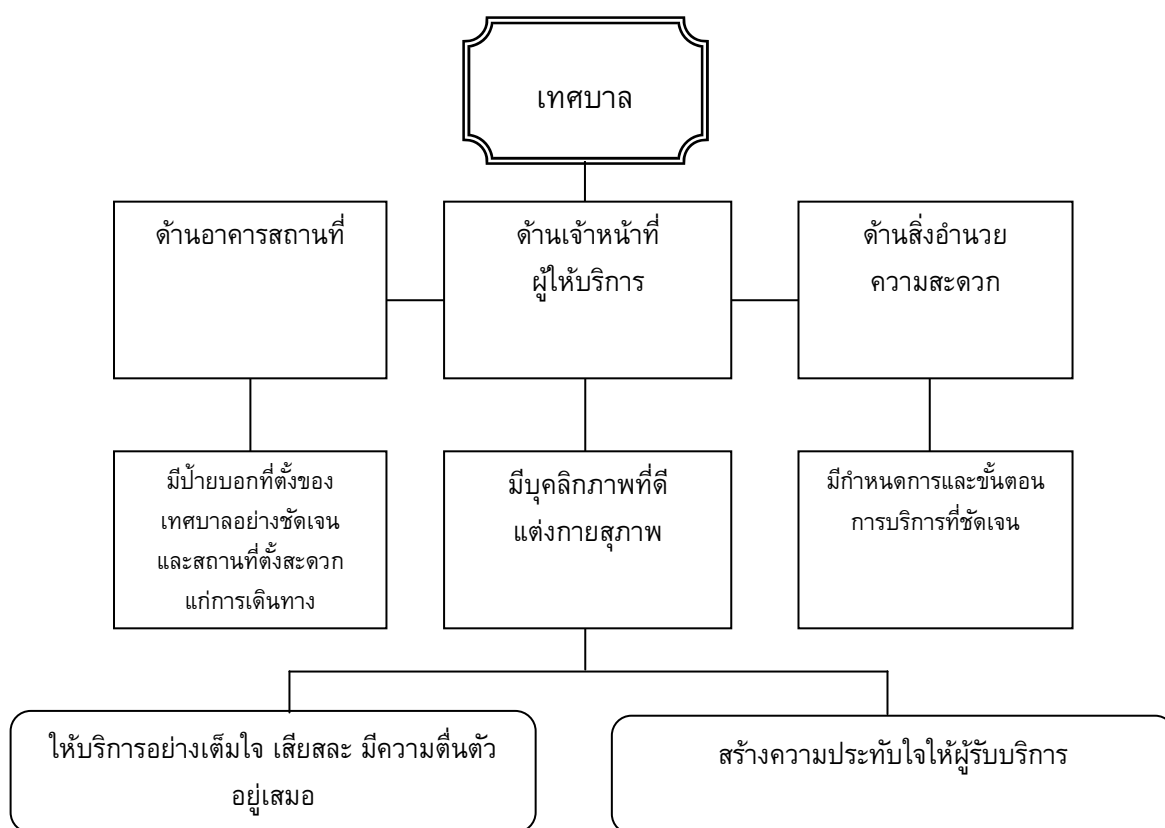 เทศบาล
ด้านอาคารสถานที่
ด้านเจ้าหน้าที่
ผู้ให้บริการ
ด้านสิ่งอำนวย
ความสะดวก
มีป้ายบอกที่ตั้งของ
เทศบาลอย่างชัดเจน
และสถานที่ตั้งสะดวก
แก่การเดินทาง
มีบุคลิกภาพที่ดี
แต่งกายสุภาพ
มีกำหนดการและขั้นตอน
การบริการที่ชัดเจน
ให้บริการอย่างเต็มใจ เสียสละ มีความตื่นตัว
อยู่เสมอ
สร้างความประทับใจให้ผู้รับบริการ